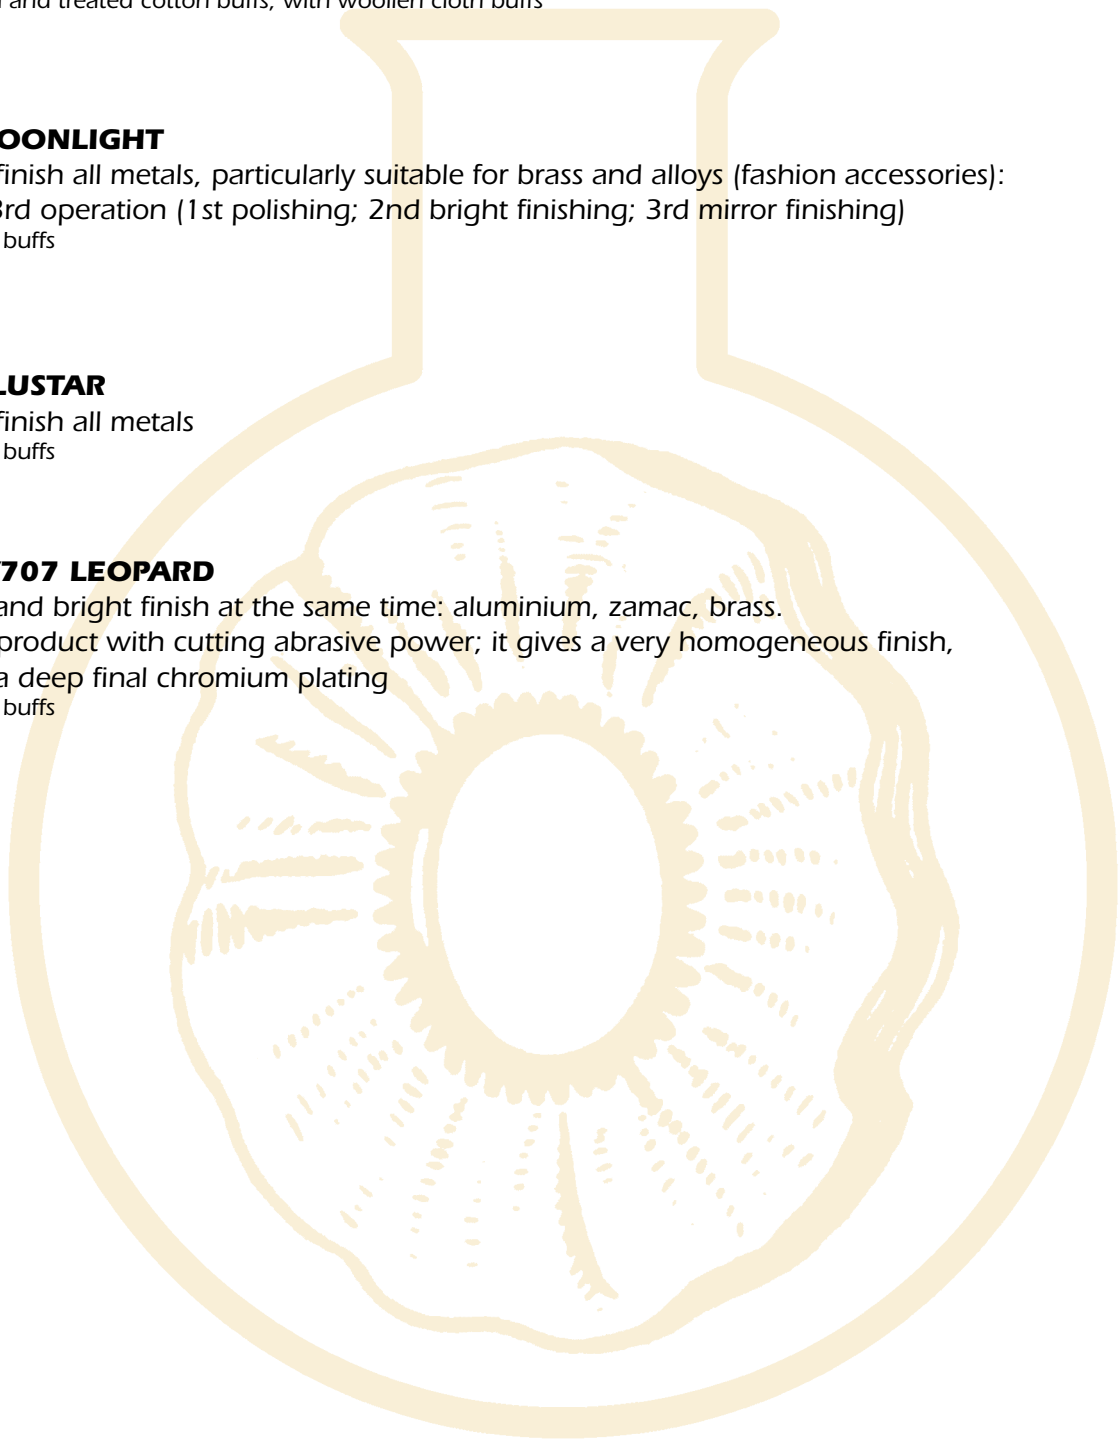 and treated cotton buffs, with woollen cloth buffs
OONLIGHT
finish all metals, particularly suitable for brass and alloys (fashion accessories):
3rd operation (1st polishing; 2nd bright finishing; 3rd mirror finishing)
buffs
LUSTAR
finish all metals
buffs
707 LEOPARD
and bright finish at the same time: aluminium, zamac, brass.
product with cutting abrasive power; it gives a very homogeneous finish,
a deep final chromium plating
buffs